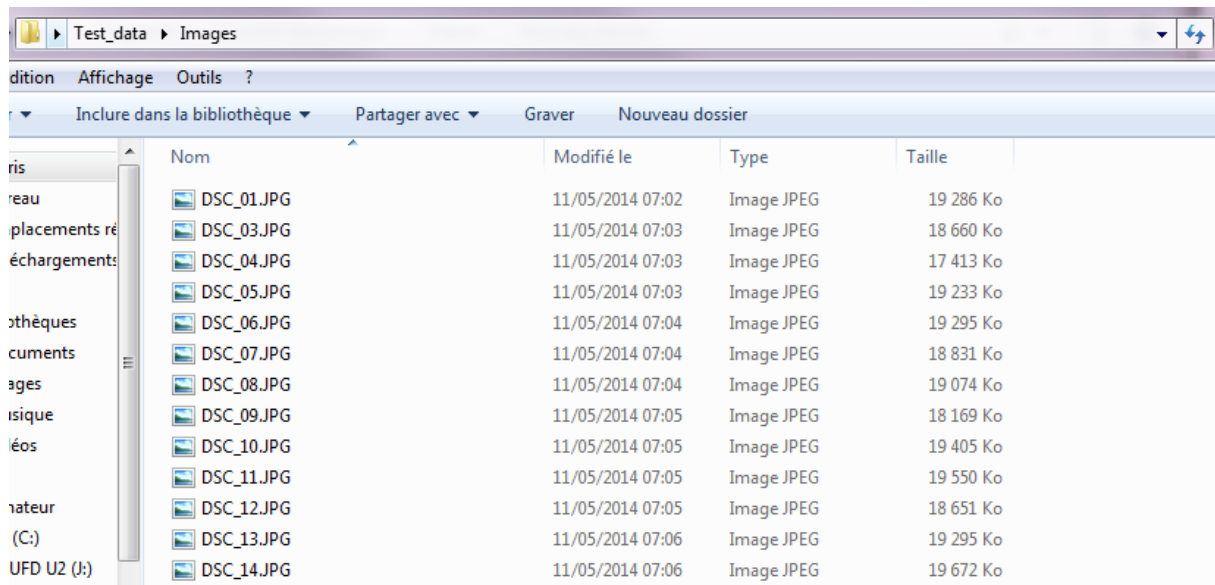 Test_data Images
dition Affichage Outils ?
r Inclure dans la bibliothèque Partager avec Graver Nouveau dossier
Nom Modifié le Type Taille
ris
reau DSC_01.JPG 11/05/2014 07:02 Image JPEG 19 286 Ko
placements ré DSC_03.JPG 11/05/2014 07:03 Image JPEG 18 660 Ko
échargements DSC_04.JPG 11/05/2014 07:03 Image JPEG 17 413 Ko
DSC_05.JPG 11/05/2014 07:03 Image JPEG 19 233 Ko
othèques DSC_06.JPG 11/05/2014 07:04 Image JPEG 19 295 Ko
cuments DSC_07.JPG 11/05/2014 07:04 Image JPEG 18 831 Ko
ages DSC_08.JPG 11/05/2014 07:04 Image JPEG 19 074 Ko
usique DSC_09.JPG 11/05/2014 07:05 Image JPEG 18 169 Ko
léos DSC_10.JPG 11/05/2014 07:05 Image JPEG 19 405 Ko
DSC_11.JPG 11/05/2014 07:05 Image JPEG 19 550 Ko
nateur DSC_12.JPG 11/05/2014 07:05 Image JPEG 18 651 Ko
(C:) DSC_13.JPG 11/05/2014 07:06 Image JPEG 19 295 Ko
UFD U2 (J:) DSC_14.JPG 11/05/2014 07:06 Image JPEG 19 672 Ko